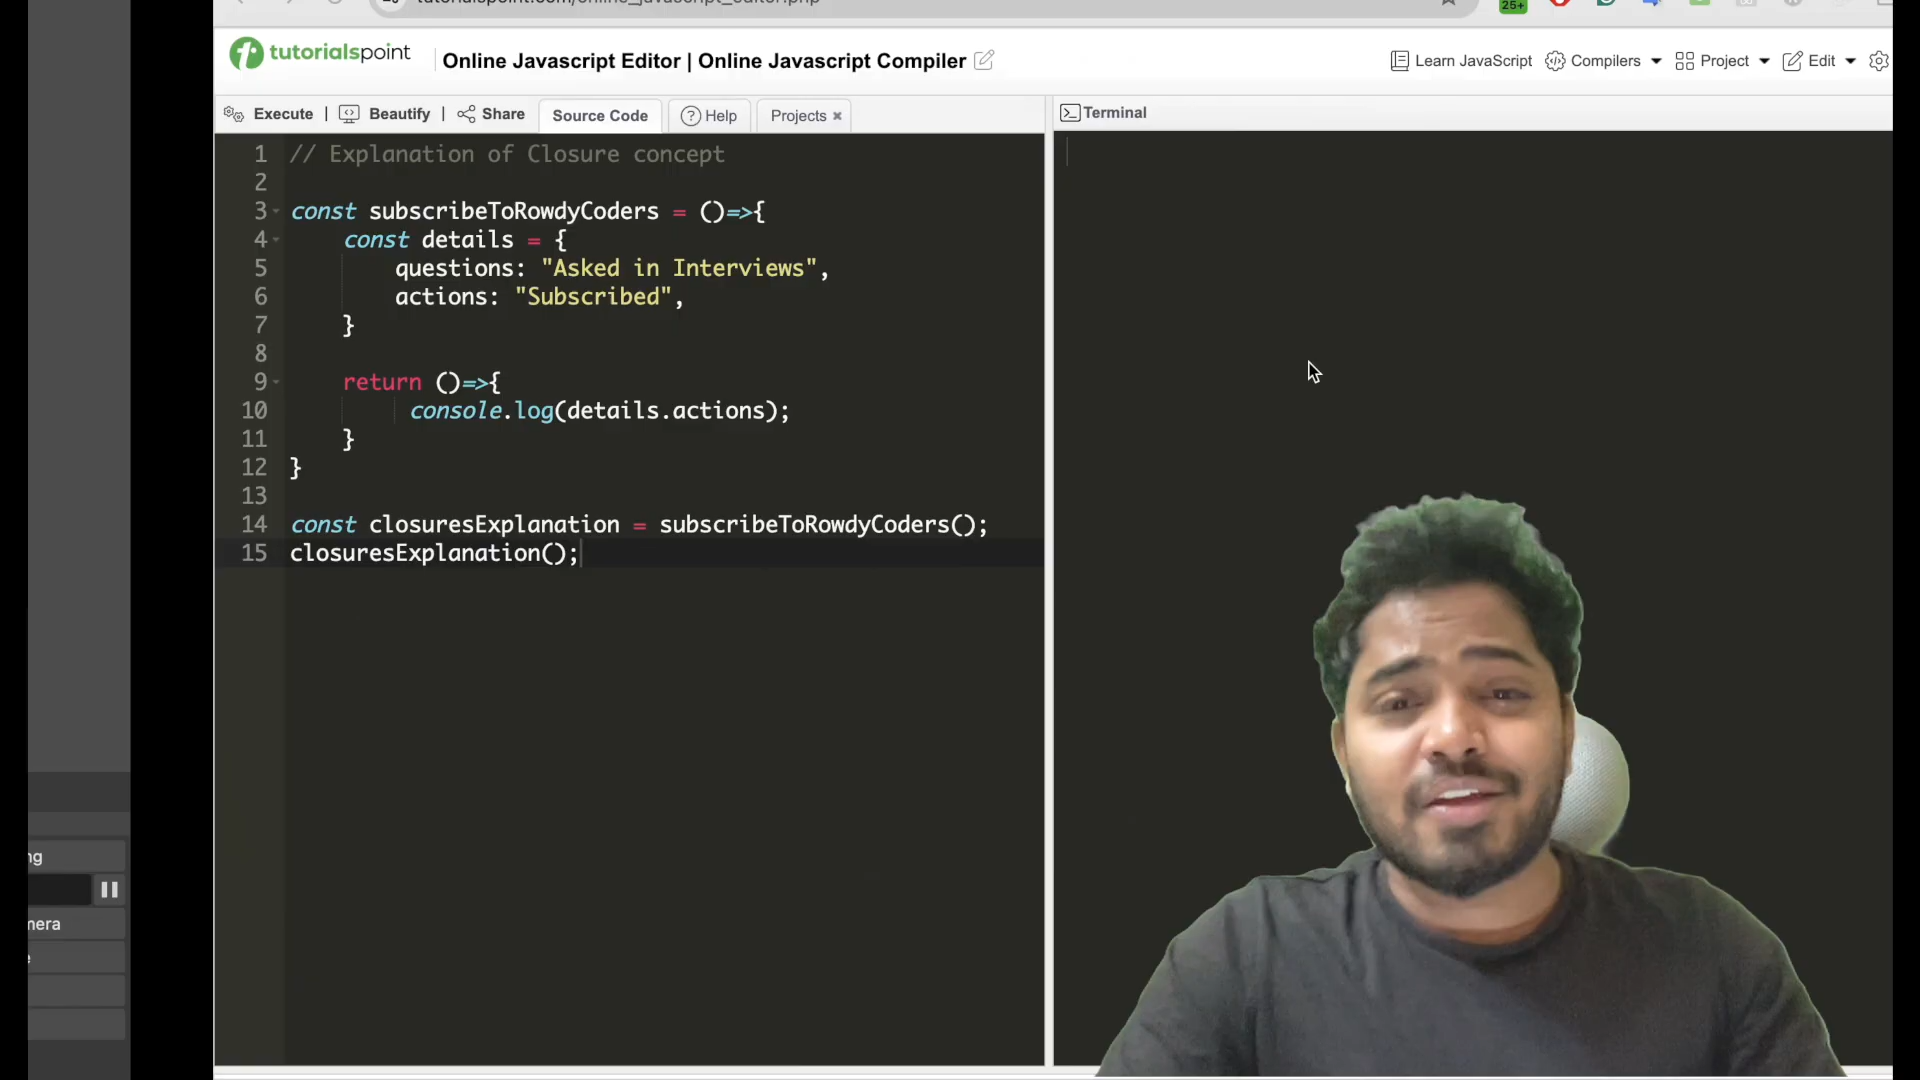 25+
tutorialspoint
Online Javascript Editor | Online Javascript Compiler
Learn JavaScript
Compilers
Project
Edit
Execute | Beautify | Share
Source Code
Help
Projects ×
Terminal
1 // Explanation of Closure concept
2
3 const subscribeToRowdyCoders = ()=>{
4 const details = {
5 questions: "Asked in Interviews",
6 actions: "Subscribed",
7 }
8
9 return ()=>{
10 console.log(details.actions);
11 }
12 }
13
14 const closuresExplanation = subscribeToRowdyCoders();
15 closuresExplanation();
ng
mera
e